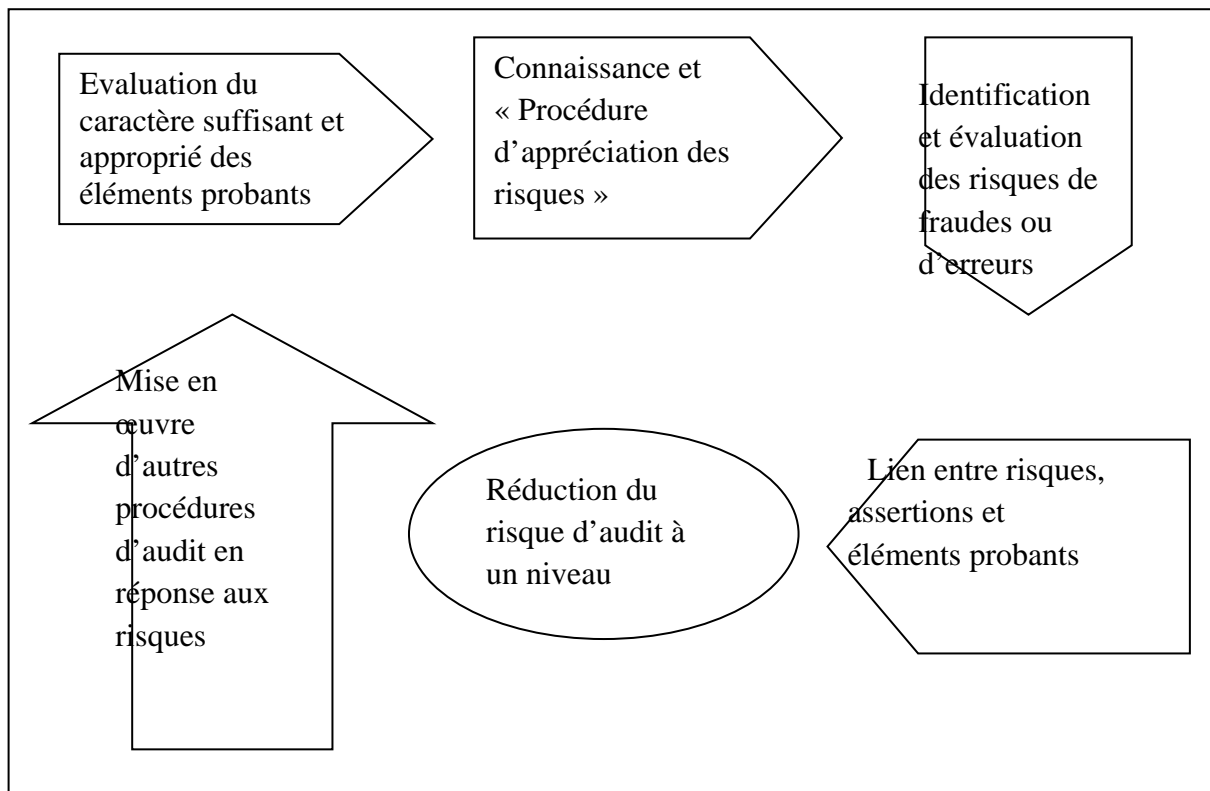 Evaluation du
caractère suffisant et
approprié des
éléments probants
Connaissance et
« Procédure
d’appréciation des
risques »
Identification
et évaluation
des risques de
fraudes ou
d’erreurs
Mise en
œuvre
d’autres
procédures
d’audit en
réponse aux
risques
Réduction du
risque d’audit à
un niveau
Lien entre risques,
assertions et
éléments probants